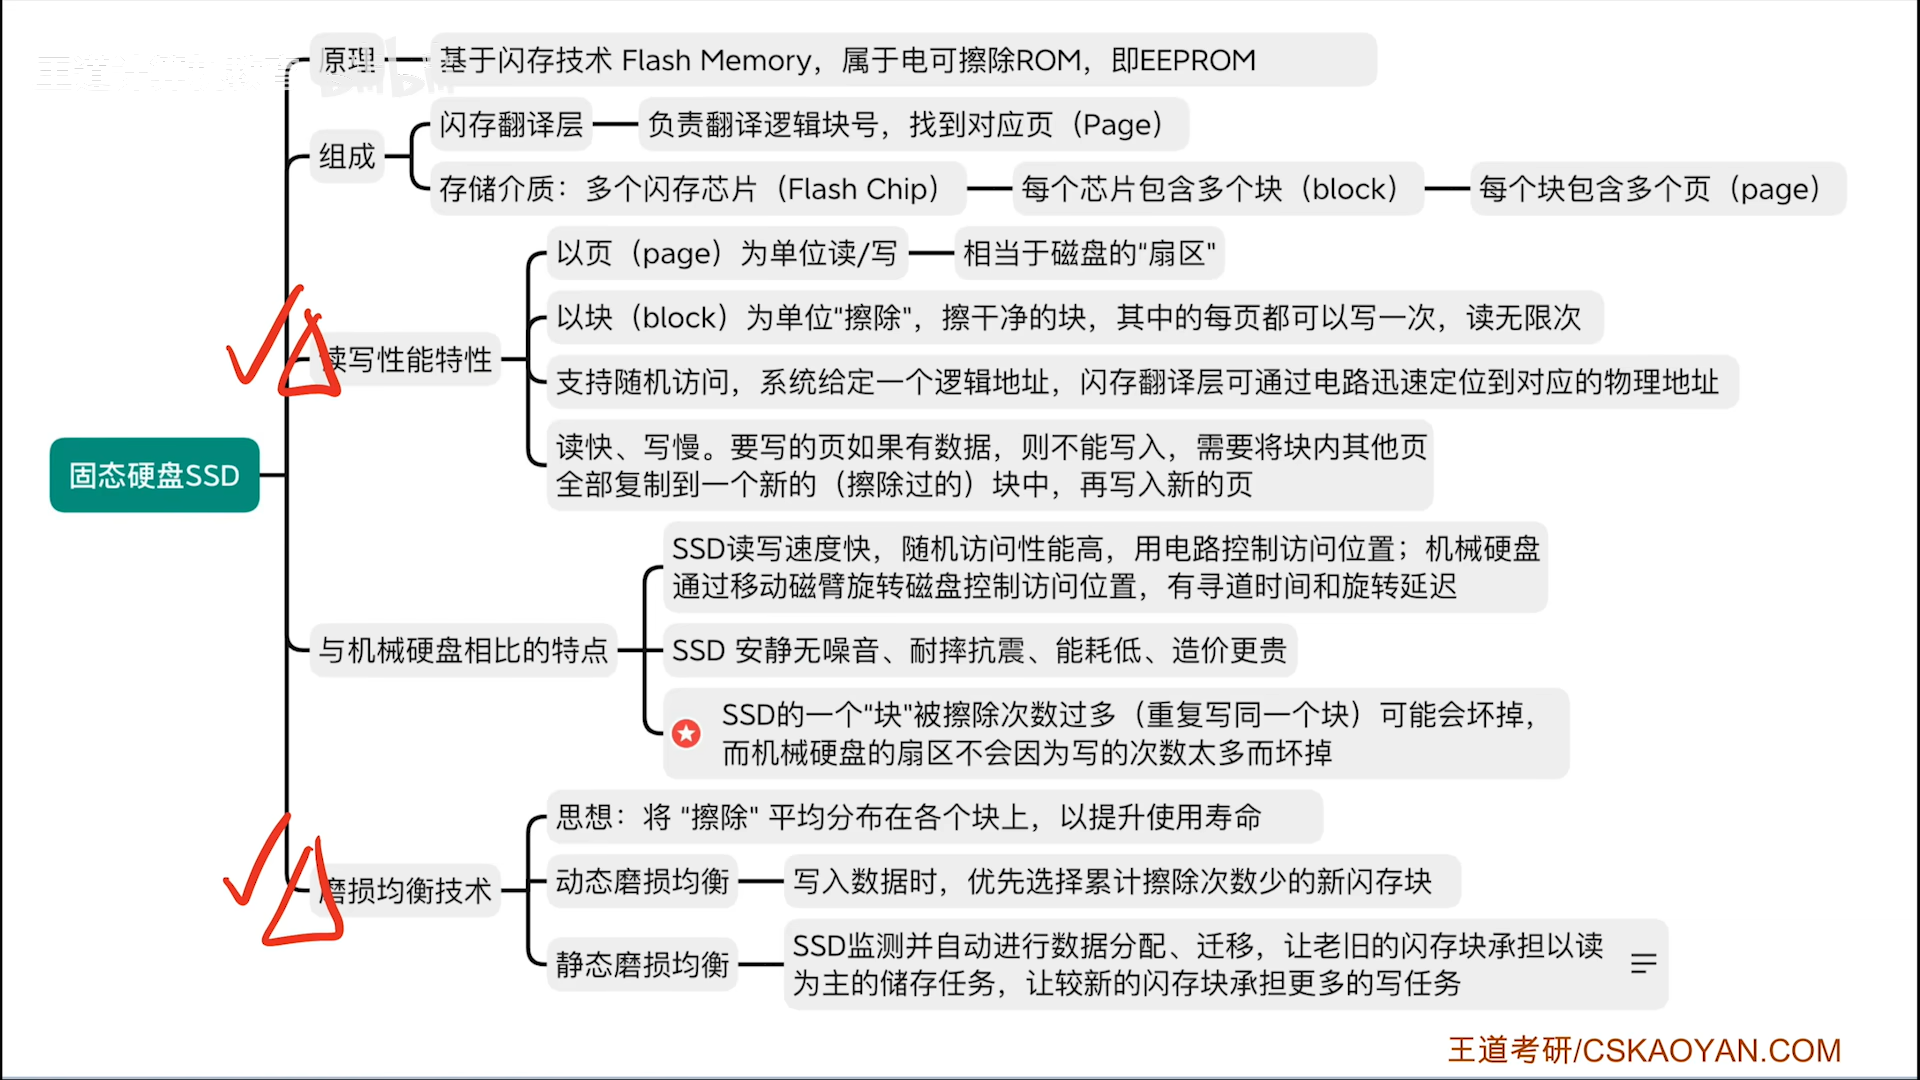 原理
基于闪存技术 Flash Memory，属于电可擦除ROM，即EEPROM
组成
闪存翻译层
负责翻译逻辑块号，找到对应页（Page）
存储介质：多个闪存芯片（Flash Chip）
每个芯片包含多个块（block）
每个块包含多个页（page）
固态硬盘SSD
读写性能特性
以页（page）为单位读/写
相当于磁盘的"扇区"
以块（block）为单位"擦除"，擦干净的块，其中的每页都可以写一次，读无限次
支持随机访问，系统给定一个逻辑地址，闪存翻译层可通过电路迅速定位到对应的物理地址
读快、写慢。要写的页如果有数据，则不能写入，需要将块内其他页
全部复制到一个新的（擦除过的）块中，再写入新的页
与机械硬盘相比的特点
SSD读写速度快，随机访问性能高，用电路控制访问位置；机械硬盘
通过移动磁臂旋转磁盘控制访问位置，有寻道时间和旋转延迟
SSD 安静无噪音、耐摔抗震、能耗低、造价更贵
SSD的一个"块"被擦除次数过多（重复写同一个块）可能会坏掉，
而机械硬盘的扇区不会因为写的次数太多而坏掉
磨损均衡技术
思想：将 "擦除" 平均分布在各个块上，以提升使用寿命
动态磨损均衡
写入数据时，优先选择累计擦除次数少的新闪存块
静态磨损均衡
SSD监测并自动进行数据分配、迁移，让老旧的闪存块承担以读
为主的储存任务，让较新的闪存块承担更多的写任务
王道考研/CSKAOYAN.COM